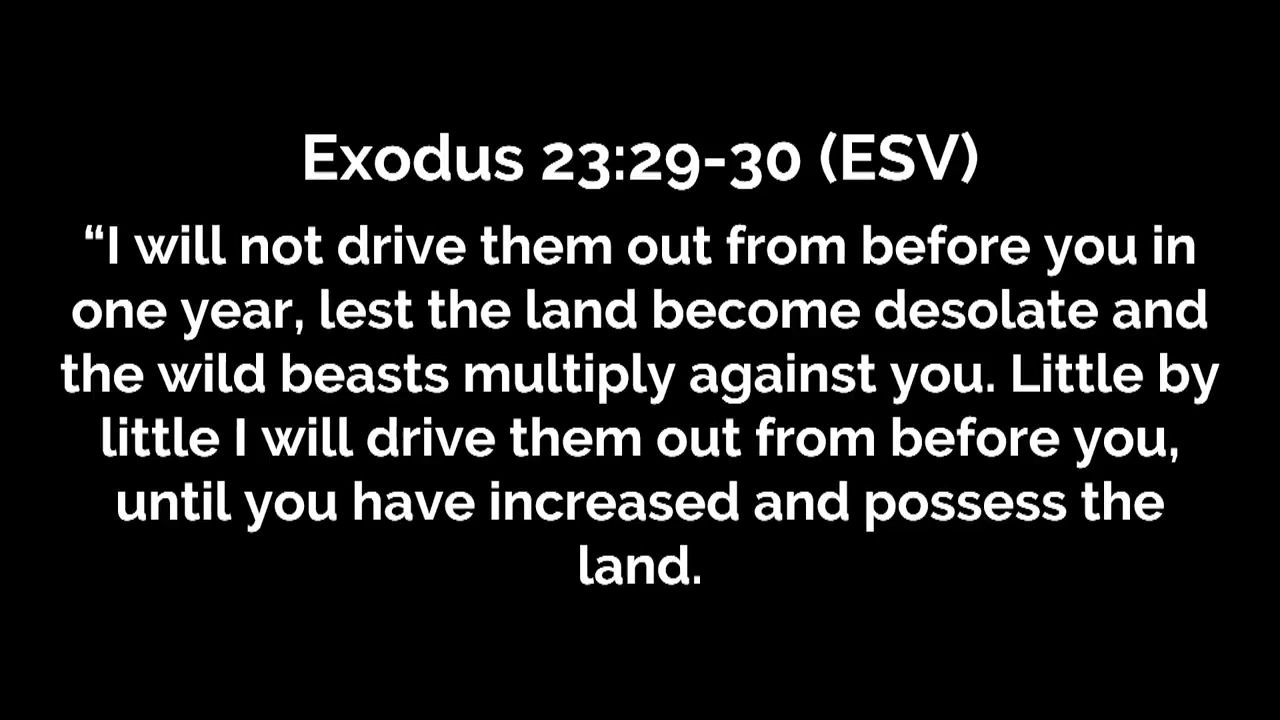 Exodus 23:29-30 (ESV)
“I will not drive them out from before you in
one year, lest the land become desolate and
the wild beasts multiply against you. Little by
little I will drive them out from before you,
until you have increased and possess the
land.